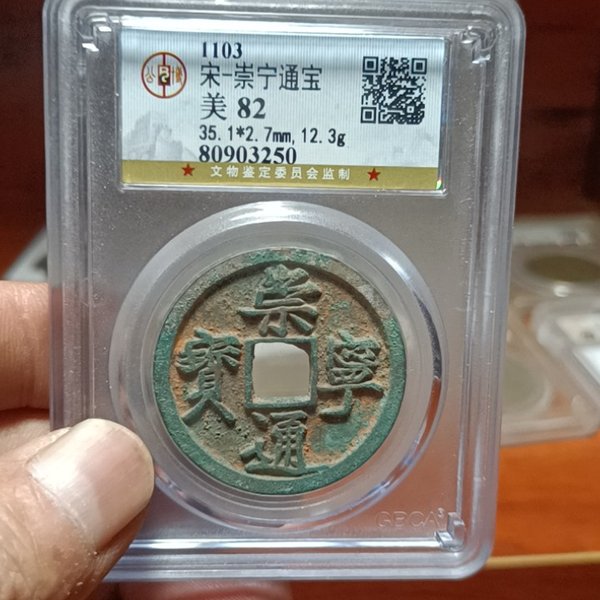 1103
宋-崇宁通宝
美 82
35.1*2.7mm,12.3g
80903250
文物鉴定委员会监制
崇寧通寳
GBCA